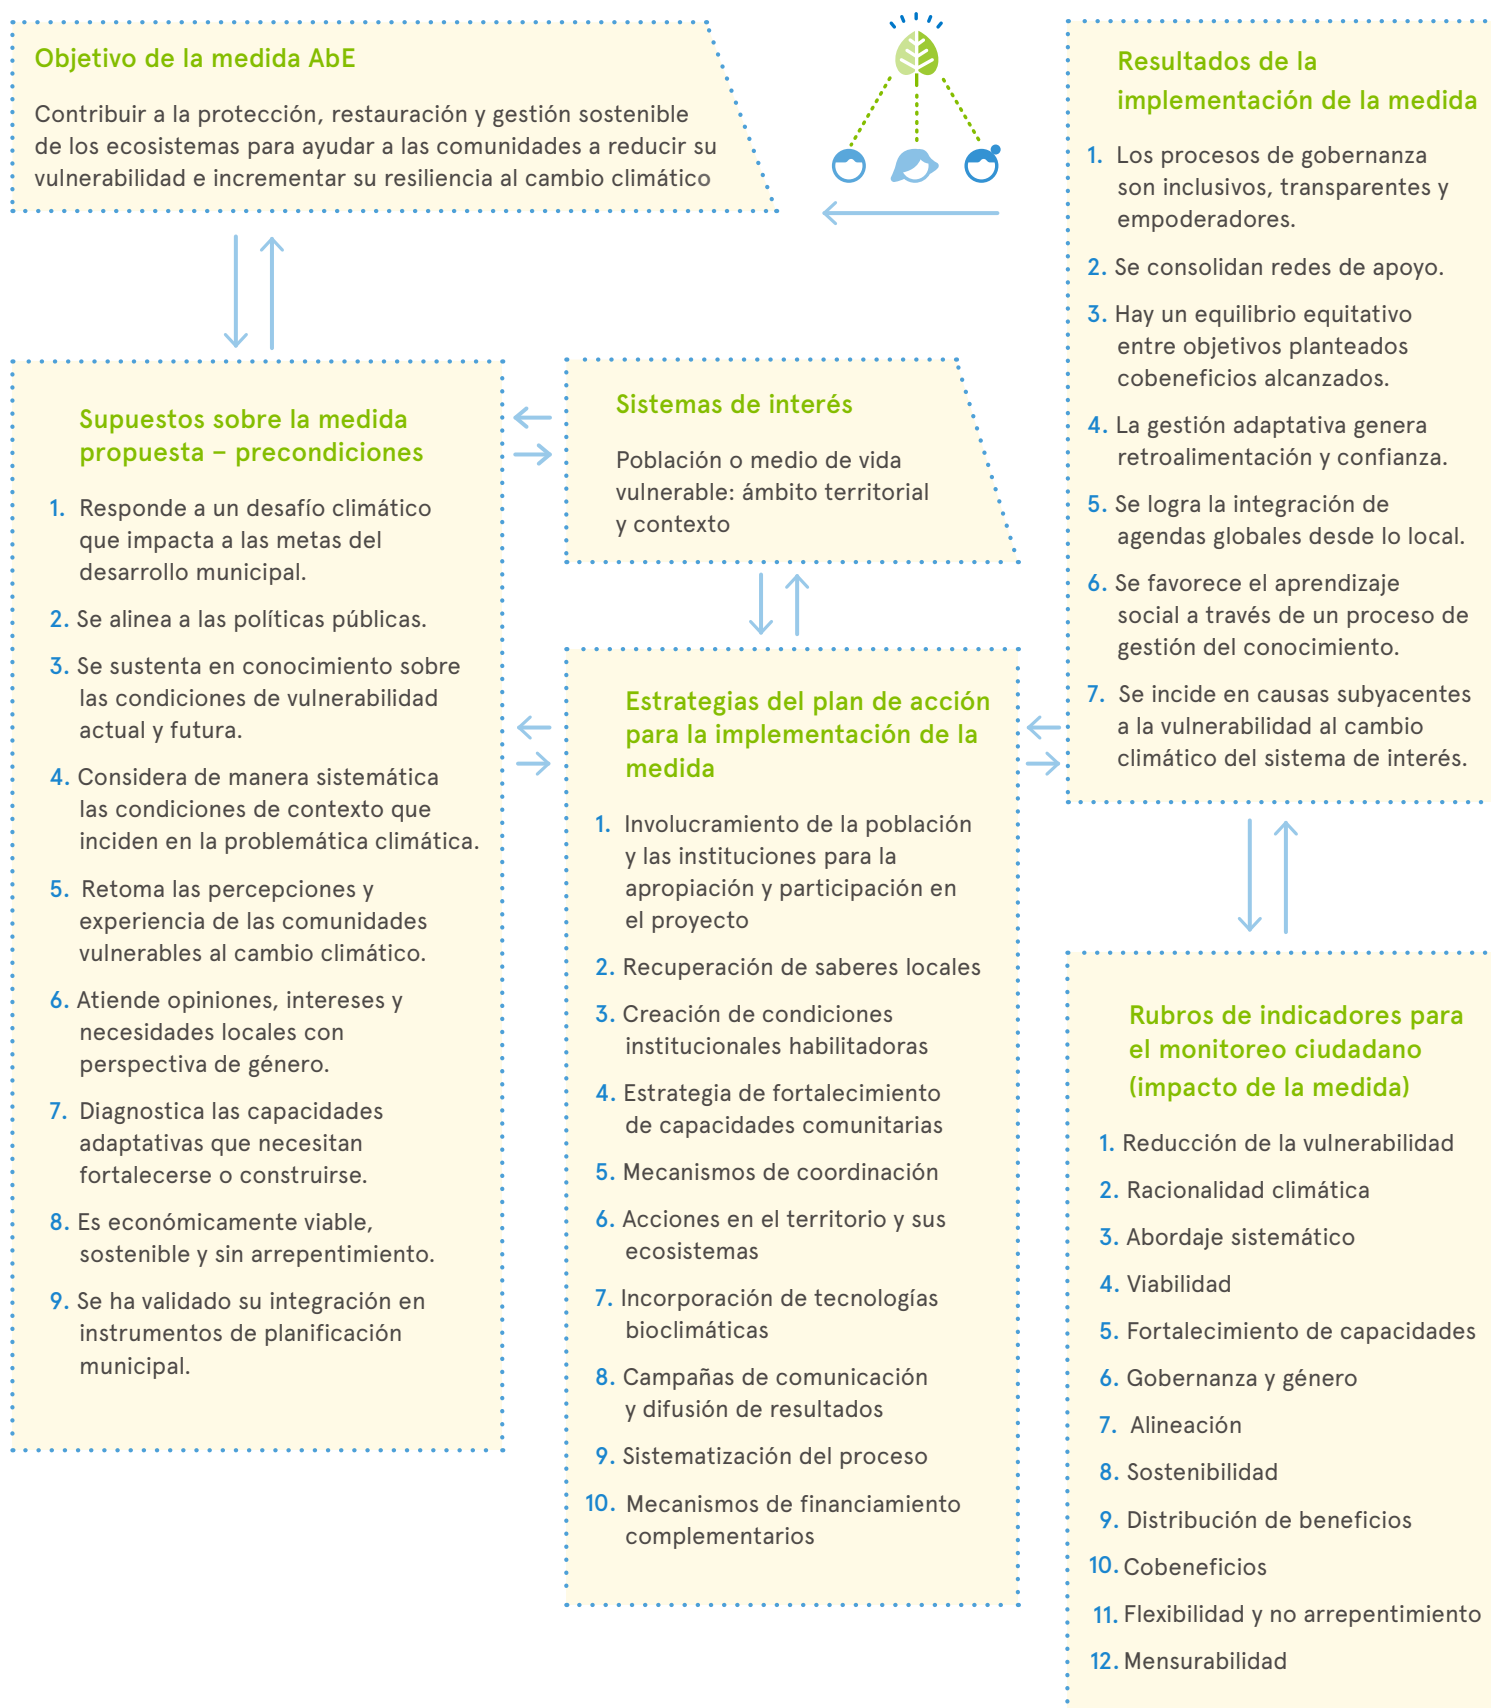 Objetivo de la medida AbE
Contribuir a la protección, restauración y gestión sostenible
de los ecosistemas para ayudar a las comunidades a reducir su
vulnerabilidad e incrementar su resiliencia al cambio climático
Supuestos sobre la medida
propuesta – precondiciones
1. Responde a un desafío climático
que impacta a las metas del
desarrollo municipal.
2. Se alinea a las políticas públicas.
3. Se sustenta en conocimiento sobre
las condiciones de vulnerabilidad
actual y futura.
4. Considera de manera sistemática
las condiciones de contexto que
inciden en la problemática climática.
5. Retoma las percepciones y
experiencia de las comunidades
vulnerables al cambio climático.
6. Atiende opiniones, intereses y
necesidades locales con
perspectiva de género.
7. Diagnostica las capacidades
adaptativas que necesitan
fortalecerse o construirse.
8. Es económicamente viable,
sostenible y sin arrepentimiento.
9. Se ha validado su integración en
instrumentos de planificación
municipal.
Sistemas de interés
Población o medio de vida
vulnerable: ámbito territorial
y contexto
Estrategias del plan de acción
para la implementación de la
medida
1. Involucramiento de la población
y las instituciones para la
apropiación y participación en
el proyecto
2. Recuperación de saberes locales
3. Creación de condiciones
institucionales habilitadoras
4. Estrategia de fortalecimiento
de capacidades comunitarias
5. Mecanismos de coordinación
6. Acciones en el territorio y sus
ecosistemas
7. Incorporación de tecnologías
bioclimáticas
8. Campañas de comunicación
y difusión de resultados
9. Sistematización del proceso
10. Mecanismos de financiamiento
complementarios
Resultados de la
implementación de la medida
1. Los procesos de gobernanza
son inclusivos, transparentes y
empoderadores.
2. Se consolidan redes de apoyo.
3. Hay un equilibrio equitativo
entre objetivos planteados
cobeneficios alcanzados.
4. La gestión adaptativa genera
retroalimentación y confianza.
5. Se logra la integración de
agendas globales desde lo local.
6. Se favorece el aprendizaje
social a través de un proceso de
gestión del conocimiento.
7. Se incide en causas subyacentes
a la vulnerabilidad al cambio
climático del sistema de interés.
Rubros de indicadores para
el monitoreo ciudadano
(impacto de la medida)
1. Reducción de la vulnerabilidad
2. Racionalidad climática
3. Abordaje sistemático
4. Viabilidad
5. Fortalecimiento de capacidades
6. Gobernanza y género
7. Alineación
8. Sostenibilidad
9. Distribución de beneficios
10. Cobeneficios
11. Flexibilidad y no arrepentimiento
12. Mensurabilidad